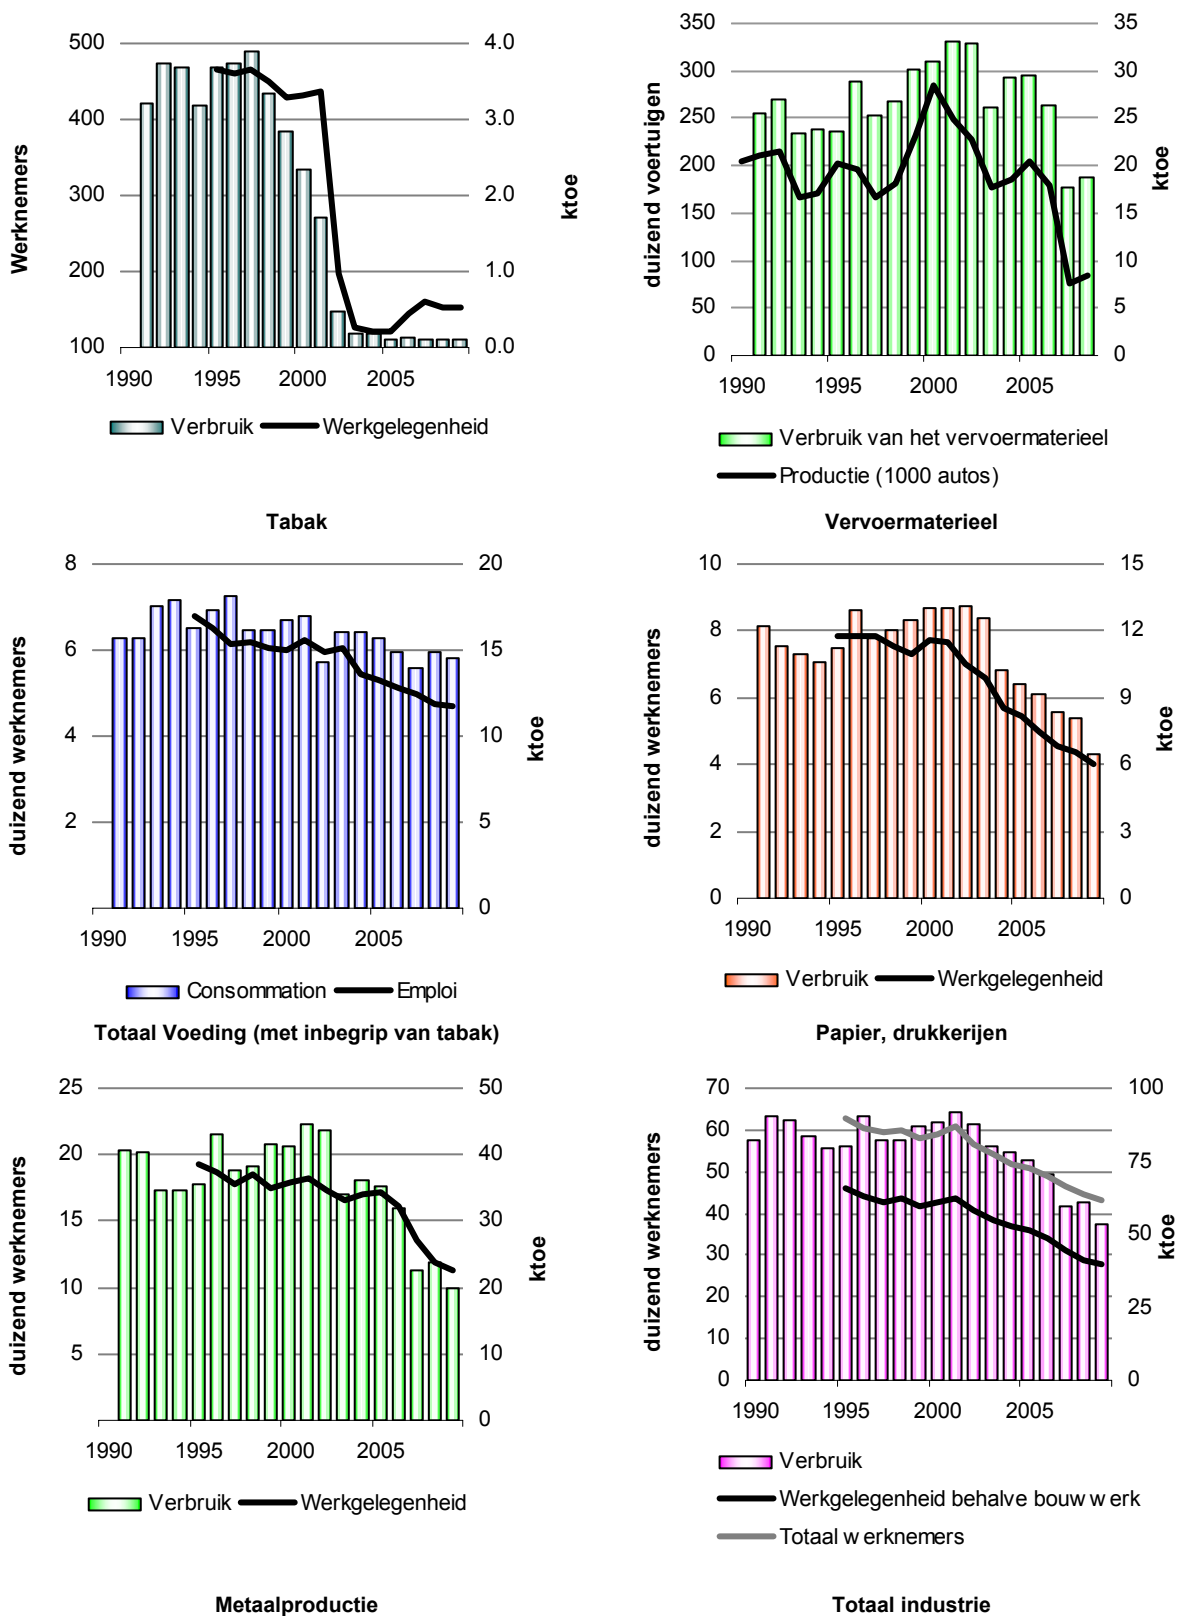 500
400
300
200
100
4.0
3.0
2.0
1.0
0.0
Werknemers
ktoe
1990 1995 2000 2005
Verbruik Werkgelegenheid
Tabak
350
300
250
200
150
100
50
0
35
30
25
20
15
10
5
0
duizend voertuigen
ktoe
1990 1995 2000 2005
Verbruik van het vervoermaterieel
Productie (1000 autos)
Vervoermaterieel
8
6
4
2
20
15
10
5
0
duizend werknemers
ktoe
1990 1995 2000 2005
Consommation Emploi
Totaal Voeding (met inbegrip van tabak)
10
8
6
4
2
0
15
12
9
6
3
0
duizend werknemers
ktoe
1990 1995 2000 2005
Verbruik Werkgelegenheid
Papier, drukkerijen
25
20
15
10
5
50
40
30
20
10
0
duizend werknemers
ktoe
1990 1995 2000 2005
Verbruik Werkgelegenheid
Metaalproductie
70
60
50
40
30
20
10
0
100
75
50
25
0
duizend werknemers
ktoe
1990 1995 2000 2005
Verbruik
Werkgelegenheid behalve bouwwerk
Totaal werknemers
Totaal industrie